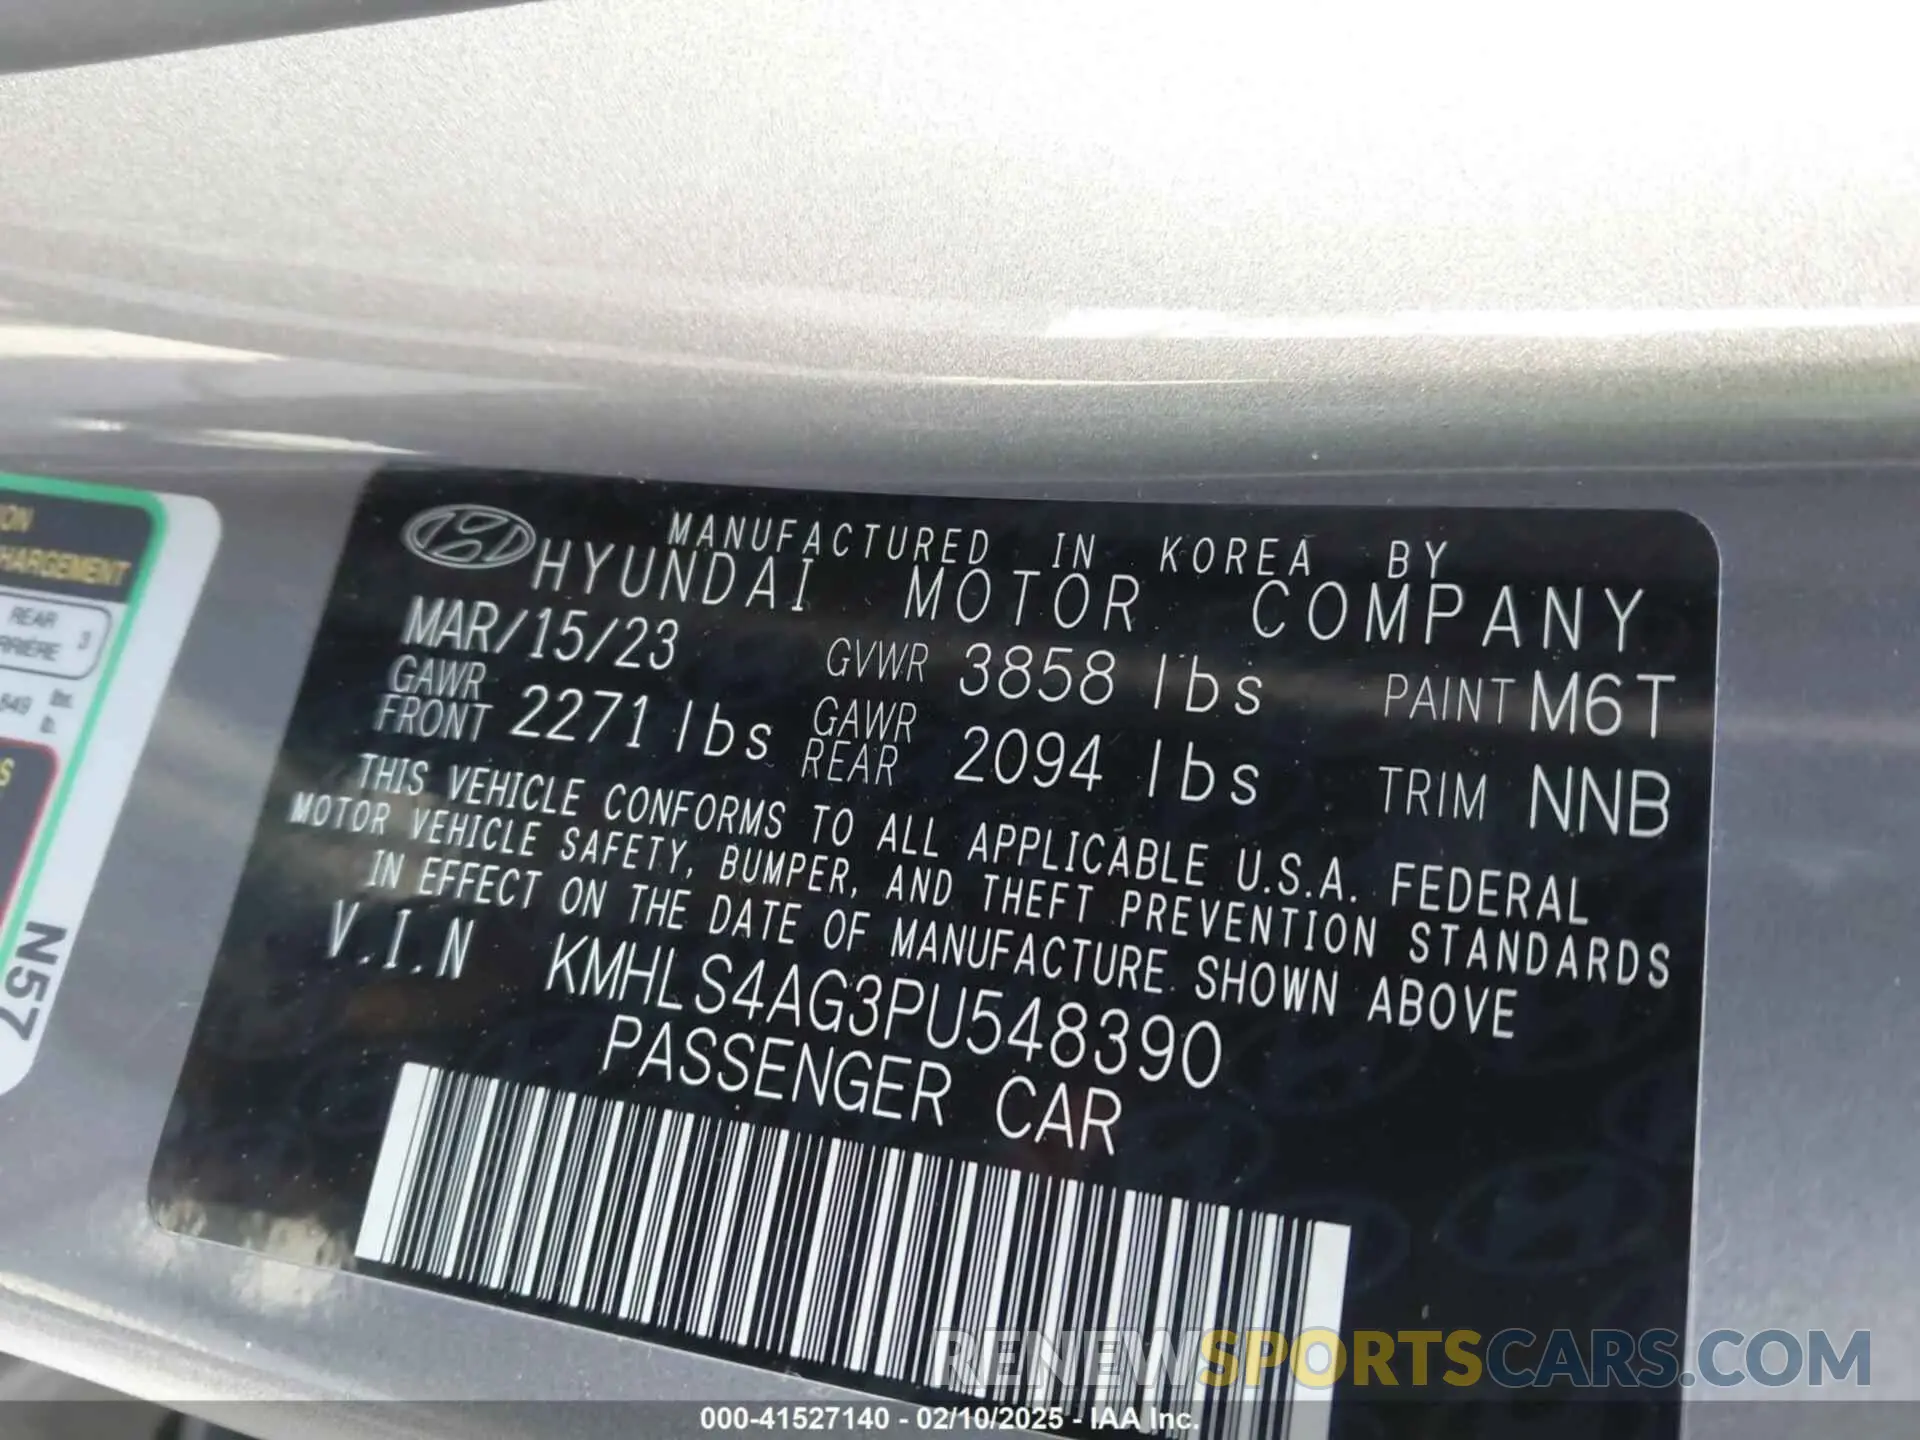 MANUFACTURED IN KOREA BY
HYUNDAI MOTOR COMPANY
MAR/15/23 GVWR 3858 lbs PAINT M6T
GAWR FRONT 2271 lbs GAWR REAR 2094 lbs TRIM NNB
THIS VEHICLE CONFORMS TO ALL APPLICABLE U.S.A. FEDERAL
MOTOR VEHICLE SAFETY, BUMPER, AND THEFT PREVENTION STANDARDS
IN EFFECT ON THE DATE OF MANUFACTURE SHOWN ABOVE
V.I.N KMHLS4AG3PU548390
PASSENGER CAR
REAR 3
N57
RENEWSPORTSCARS.COM
000-41527140 - 02/10/2025 - IAA Inc.